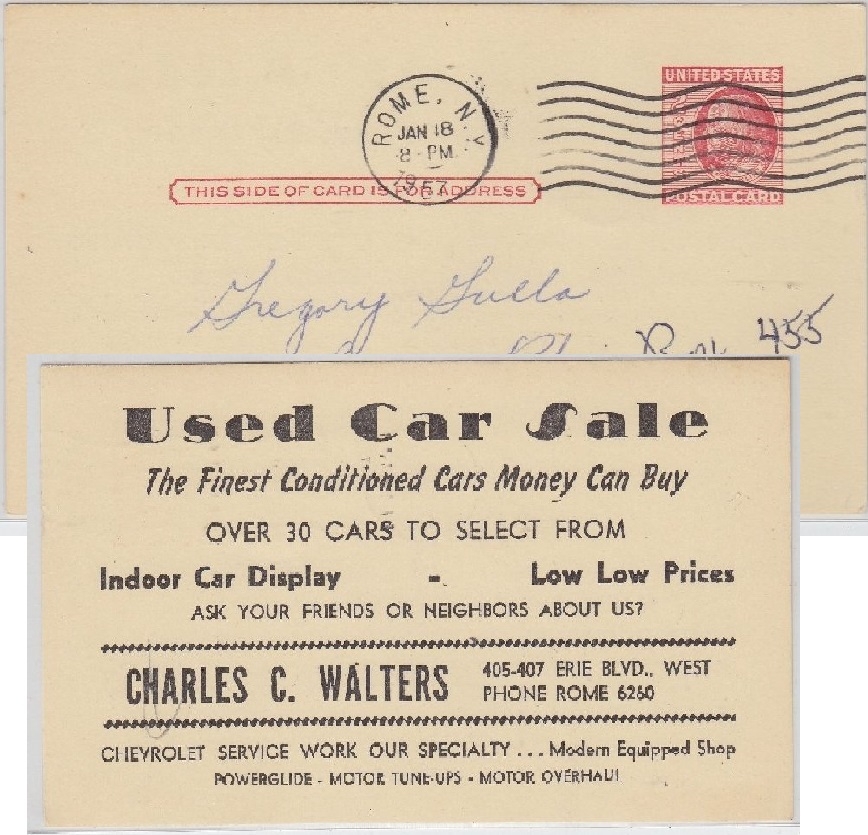 UNITED STATES
ROME, N.Y.
JAN 18
8 - PM
1957
THIS SIDE OF CARD IS FOR ADDRESS
POSTAL CARD
Gregory
Box 455
Used Car Sale
The Finest Conditioned Cars Money Can Buy
OVER 30 CARS TO SELECT FROM
Indoor Car Display - Low Low Prices
ASK YOUR FRIENDS OR NEIGHBORS ABOUT US?
CHARLES C. WALTERS
405-407 ERIE BLVD., WEST
PHONE ROME 6260
CHEVROLET SERVICE WORK OUR SPECIALTY ... Modern Equipped Shop
POWERGLIDE - MOTOR TUNE-UPS - MOTOR OVERHAUL